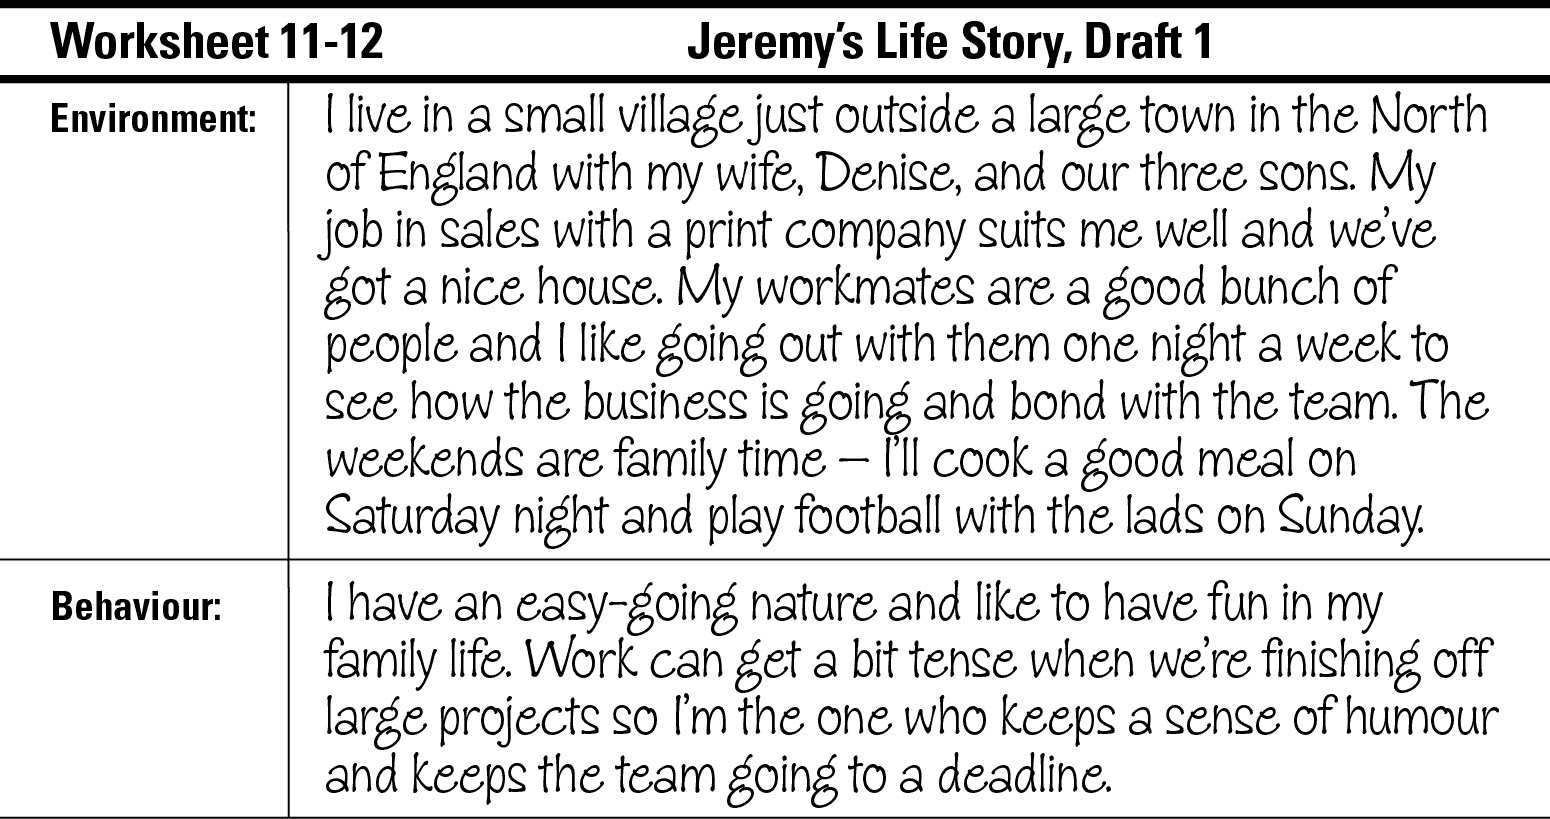 Worksheet 11-12 Jeremy's Life Story, Draft 1
Environment: I live in a small village just outside a large town in the North
of England with my wife, Denise, and our three sons. My
job in sales with a print company suits me well and we've
got a nice house. My workmates are a good bunch of
people and I like going out with them one night a week to
see how the business is going and bond with the team. The
weekends are family time – I'll cook a good meal on
Saturday night and play football with the lads on Sunday.
Behaviour: I have an easy-going nature and like to have fun in my
family life. Work can get a bit tense when we're finishing off
large projects so I'm the one who keeps a sense of humour
and keeps the team going to a deadline.